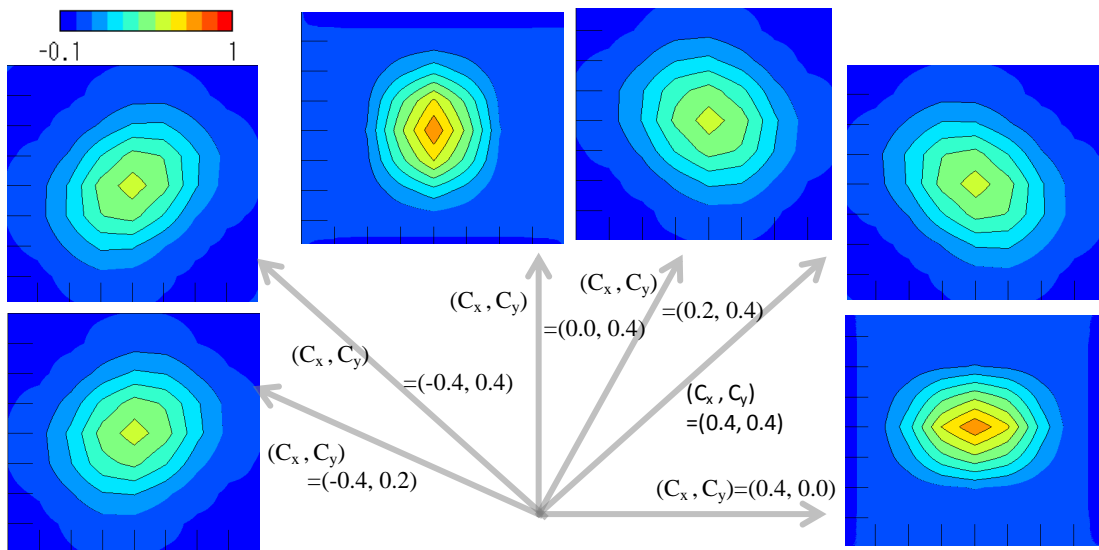 -0.1 1
(Cx , Cy)
=(0.0, 0.4)
(Cx , Cy)
=(0.2, 0.4)
(Cx , Cy)
=(-0.4, 0.4)
(Cx , Cy)
=(0.4, 0.4)
(Cx , Cy)
=(-0.4, 0.2)
(Cx , Cy)=(0.4, 0.0)